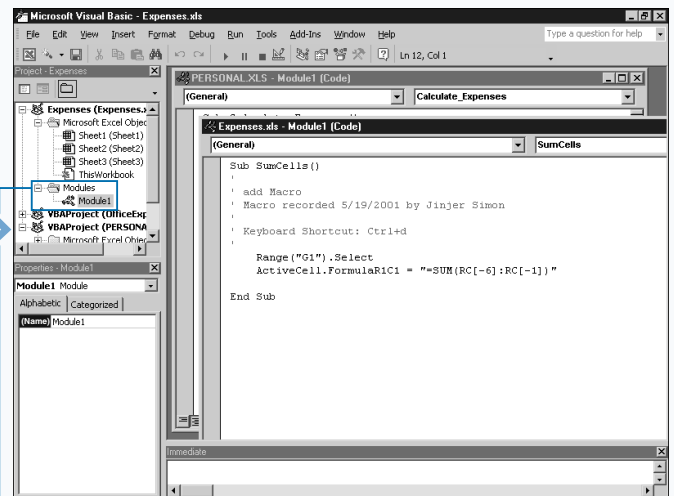 Microsoft Visual Basic - Expenses.xls
File Edit View Insert Format Debug Run Tools Add-Ins Window Help
Type a question for help
Ln 12, Col 1
Project - Expenses
Expenses (Expenses.x
Microsoft Excel Objec
Sheet1 (Sheet1)
Sheet2 (Sheet2)
Sheet3 (Sheet3)
ThisWorkbook
Modules
Module1
VBAProject (OfficeExp
VBAProject (PERSONA
Microsoft Excel Objec
Properties - Module1
Module1 Module
Alphabetic Categorized
(Name) Module1
PERSONAL.XLS - Module1 (Code)
(General) Calculate_Expenses
Expenses.xls - Module1 (Code)
(General) SumCells
Sub SumCells()
'
' add Macro
' Macro recorded 5/19/2001 by Jinjer Simon
'
' Keyboard Shortcut: Ctrl+d
'
Range("G1").Select
ActiveCell.FormulaR1C1 = "=SUM(RC[-6]:RC[-1])"
End Sub
Immediate